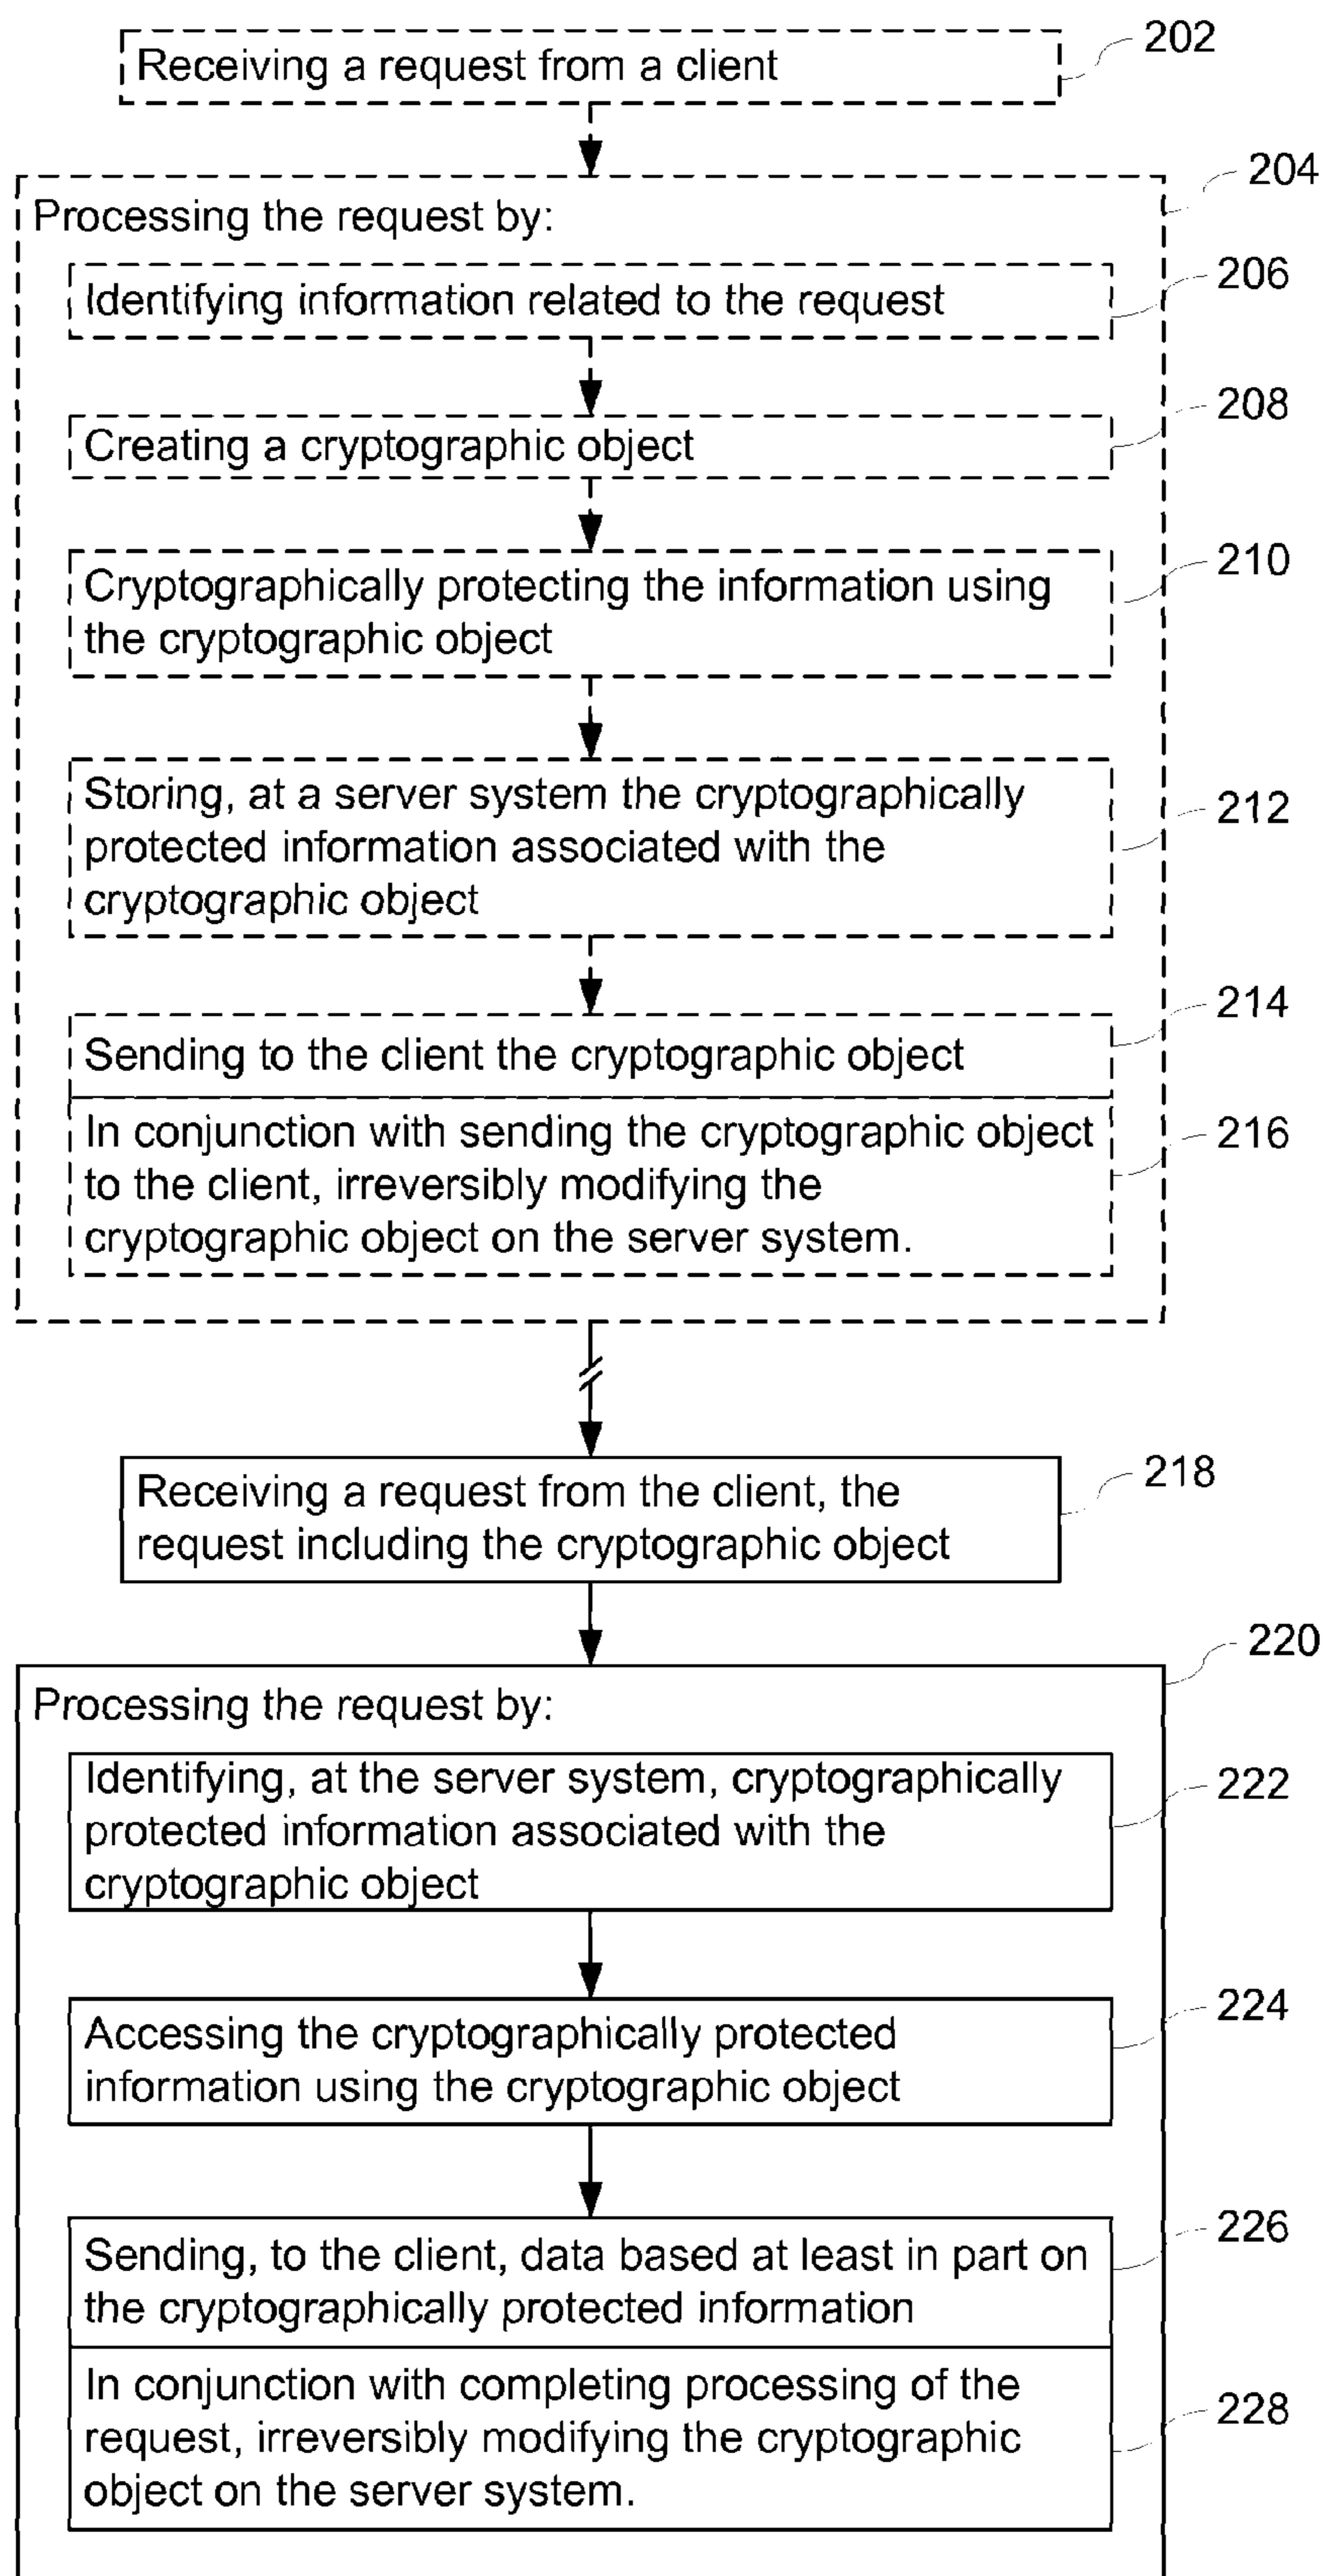 Receiving a request from a client
202
204
Processing the request by:
Identifying information related to the request
206
Creating a cryptographic object
208
Cryptographically protecting the information using
the cryptographic object
210
Storing, at a server system the cryptographically
protected information associated with the
cryptographic object
212
Sending to the client the cryptographic object
214
In conjunction with sending the cryptographic object
to the client, irreversibly modifying the
cryptographic object on the server system.
216
Receiving a request from the client, the
request including the cryptographic object
218
220
Processing the request by:
Identifying, at the server system, cryptographically
protected information associated with the
cryptographic object
222
Accessing the cryptographically protected
information using the cryptographic object
224
Sending, to the client, data based at least in part on
the cryptographically protected information
226
In conjunction with completing processing of the
request, irreversibly modifying the cryptographic
object on the server system.
228